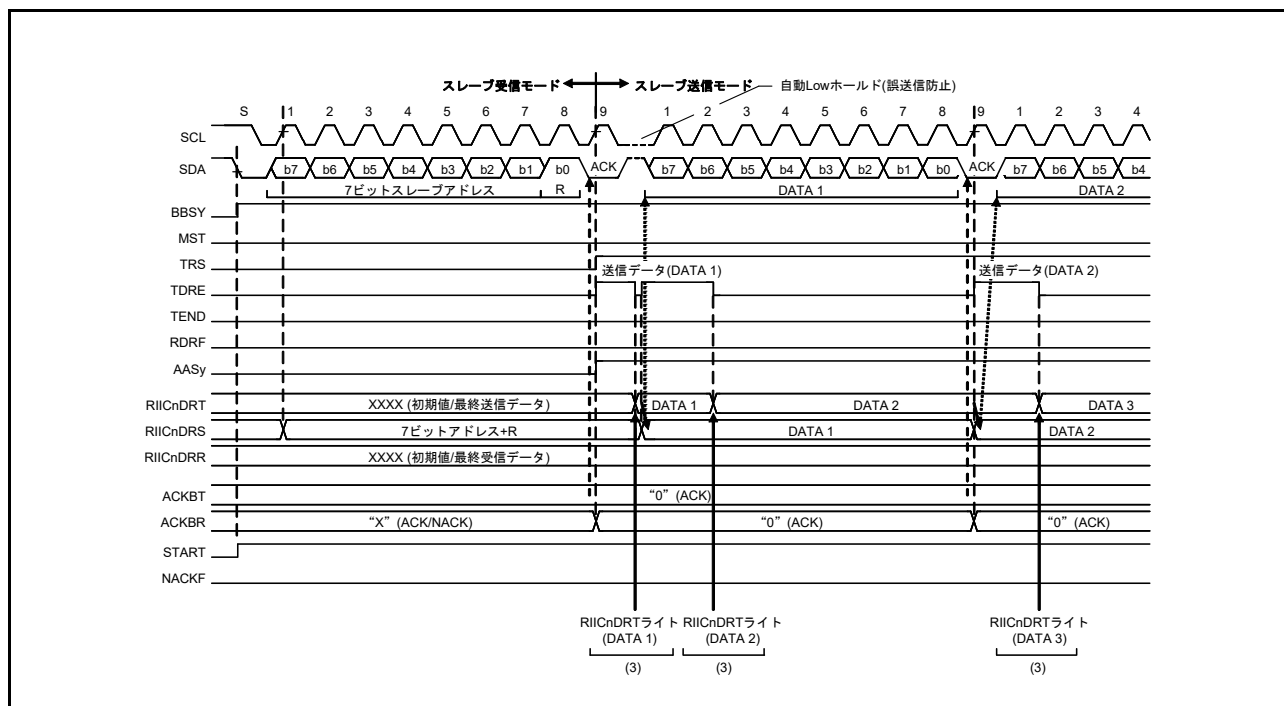 スレーブ受信モード スレーブ送信モード 自動Lowホールド(誤送信防止)
S 1 2 3 4 5 6 7 8 9 1 2 3 4 5 6 7 8 9 1 2 3 4
SCL
SDA b7 b6 b5 b4 b3 b2 b1 b0 ACK b7 b6 b5 b4 b3 b2 b1 b0 ACK b7 b6 b5 b4
7ビットスレーブアドレス R DATA 1 DATA 2
BBSY
MST
TRS
送信データ(DATA 1) 送信データ(DATA 2)
TDRE
TEND
RDRF
AASy
RIICnDRT XXXX (初期値/最終送信データ) DATA 1 DATA 2 DATA 3
RIICnDRS 7ビットアドレス+R DATA 1 DATA 2
RIICnDRR XXXX (初期値/最終受信データ)
ACKBT “0” (ACK)
ACKBR “X” (ACK/NACK) “0” (ACK) “0” (ACK)
START
NACKF
RIICnDRTライト RIICnDRTライト RIICnDRTライト
(DATA 1) (DATA 2) (DATA 3)
(3) (3) (3)